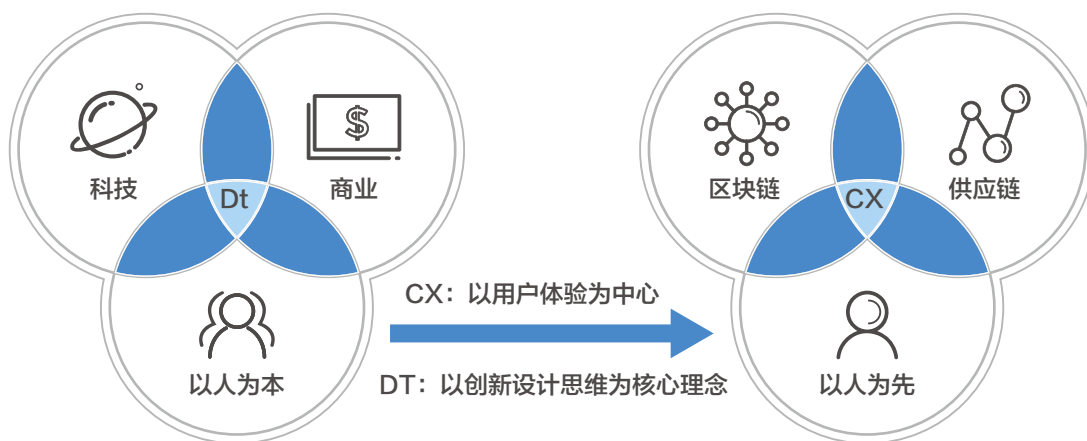 科技
商业
Dt
以人为本
CX：以用户体验为中心
DT：以创新设计思维为核心理念
区块链
供应链
CX
以人为先
$